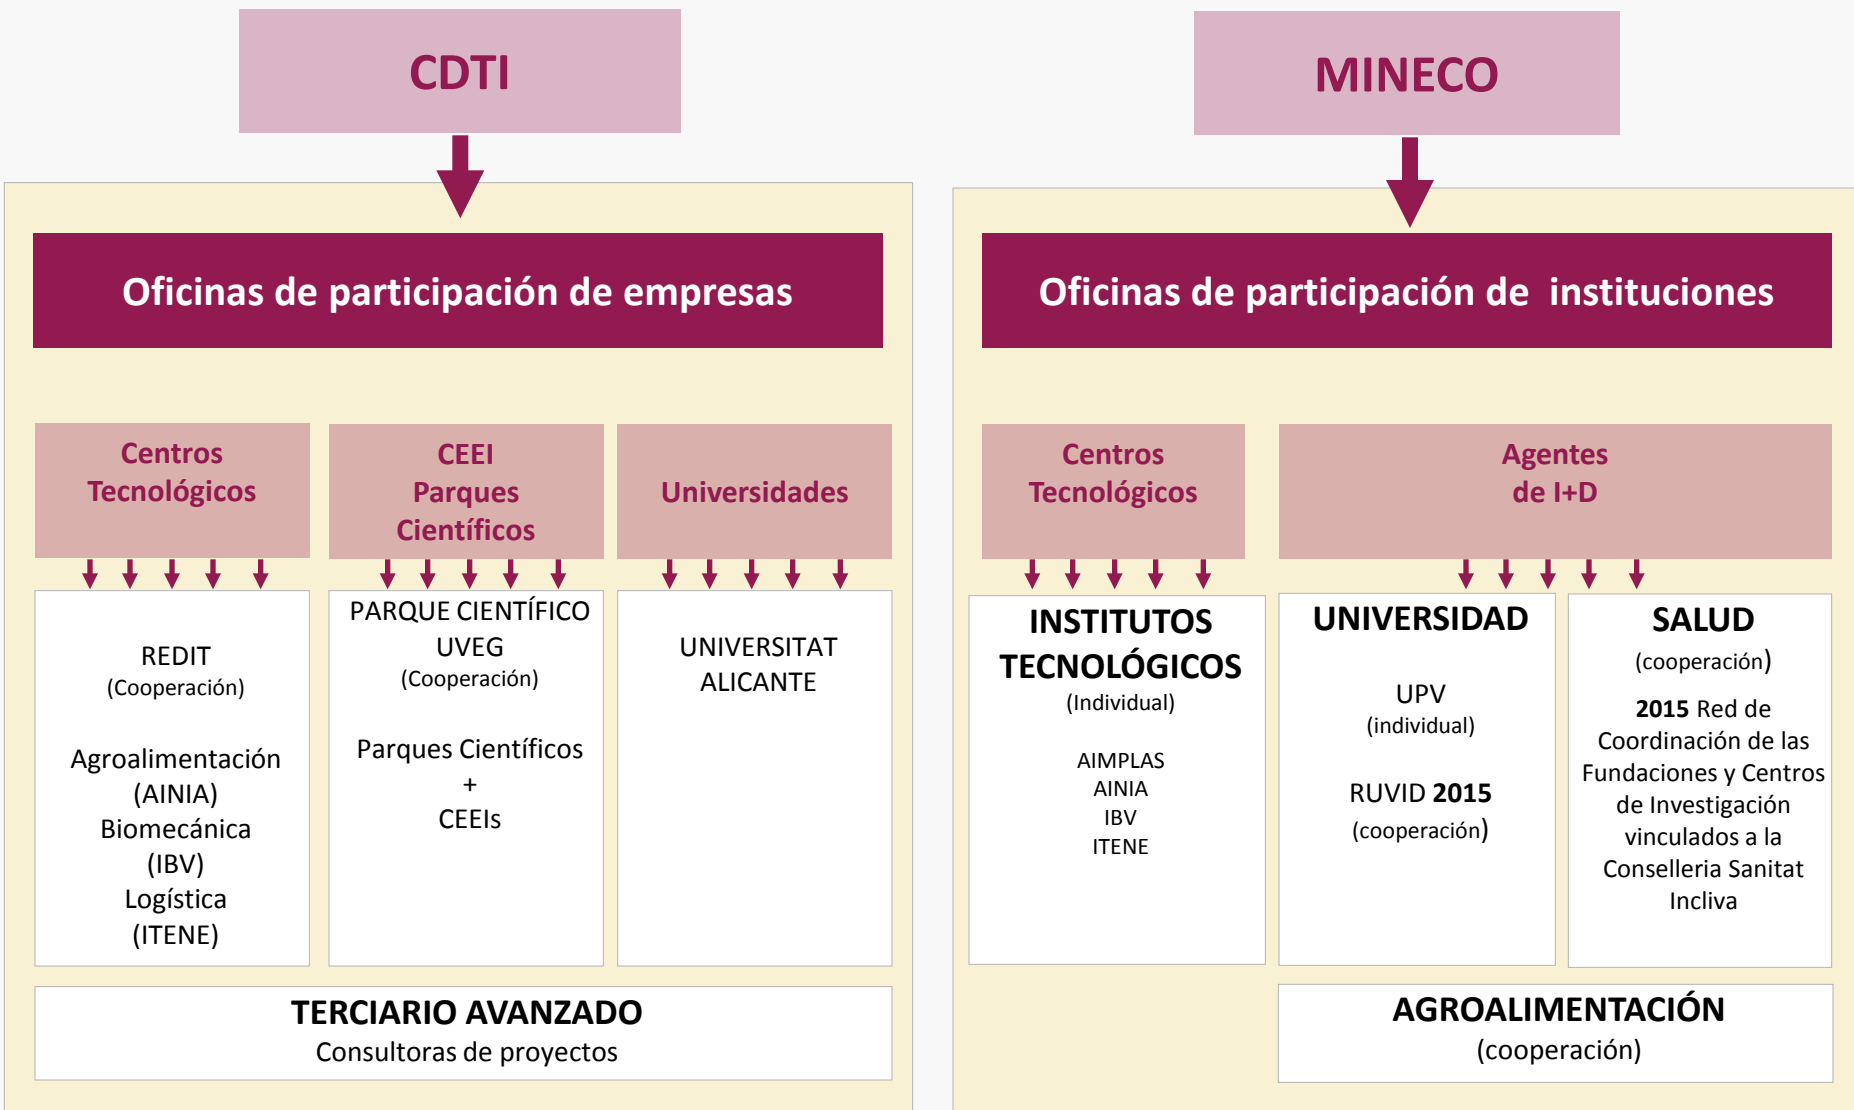 CDTI
Oficinas de participación de empresas
Centros
Tecnológicos
REDIT
(Cooperación)
Agroalimentación
(AINIA)
Biomecánica
(IBV)
Logística
(ITENE)
CEEI
Parques
Científicos
PARQUE CIENTÍFICO
UVEG
(Cooperación)
Parques Científicos
+
CEEIs
Universidades
UNIVERSITAT
ALICANTE
TERCIARIO AVANZADO
Consultoras de proyectos
MINECO
Oficinas de participación de instituciones
Centros
Tecnológicos
INSTITUTOS
TECNOLÓGICOS
(Individual)
AIMPLAS
AINIA
IBV
ITENE
Agentes
de I+D
UNIVERSIDAD
UPV
(individual)
RUVID 2015
(cooperación)
SALUD
(cooperación)
2015 Red de
Coordinación de las
Fundaciones y Centros
de Investigación
vinculados a la
Conselleria Sanitat
Incliva
AGROALIMENTACIÓN
(cooperación)